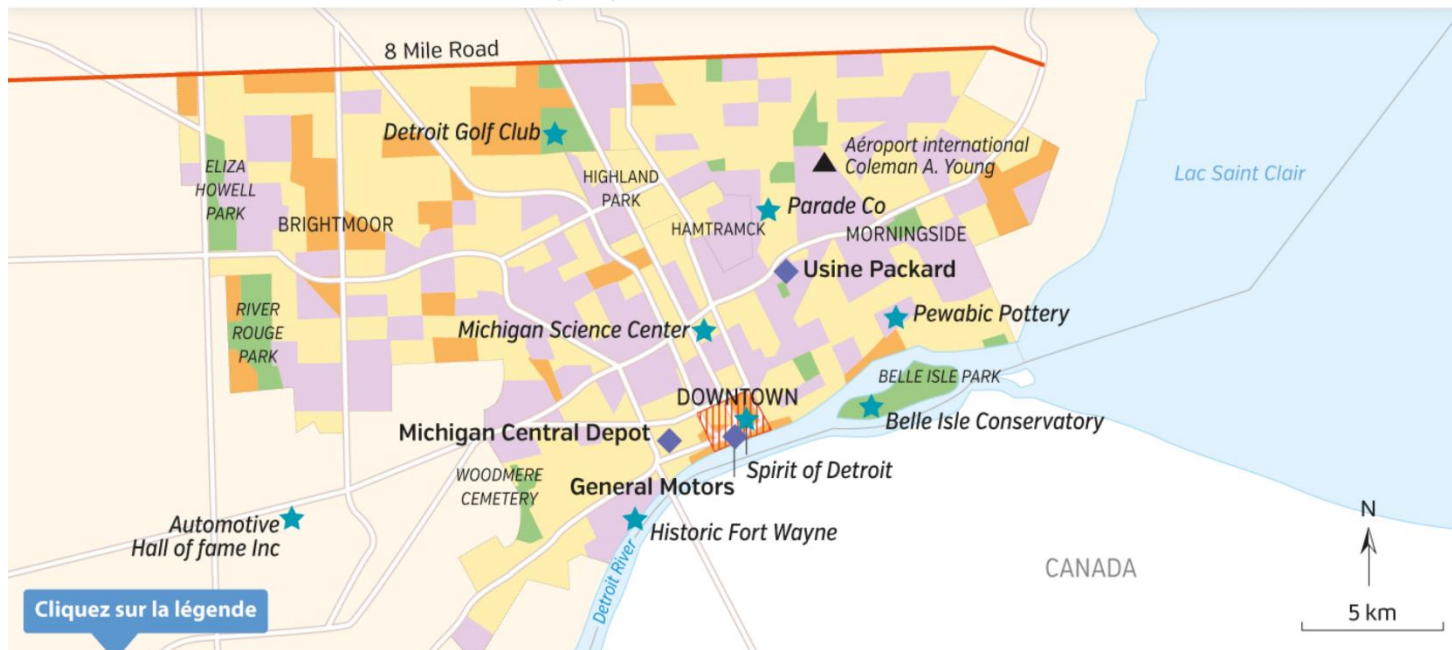 8 Mile Road
Detroit Golf Club
Aéroport international
Coleman A. Young
Lac Saint Clair
ELIZA
HOWELL
PARK
HIGHLAND
PARK
BRIGHTMOOR
Parade Co
HAMTRAMCK
MORNINGSIDE
Usine Packard
RIVER
ROUGE
PARK
Michigan Science Center
Pewabic Pottery
BELLE ISLE PARK
DOWNTOWN
Belle Isle Conservatory
Michigan Central Depot
Spirit of Detroit
WOODMERE
CEMETERY
General Motors
Automotive
Hall of fame Inc
Historic Fort Wayne
Detroit River
CANADA
N
5 km
Cliquez sur la légende